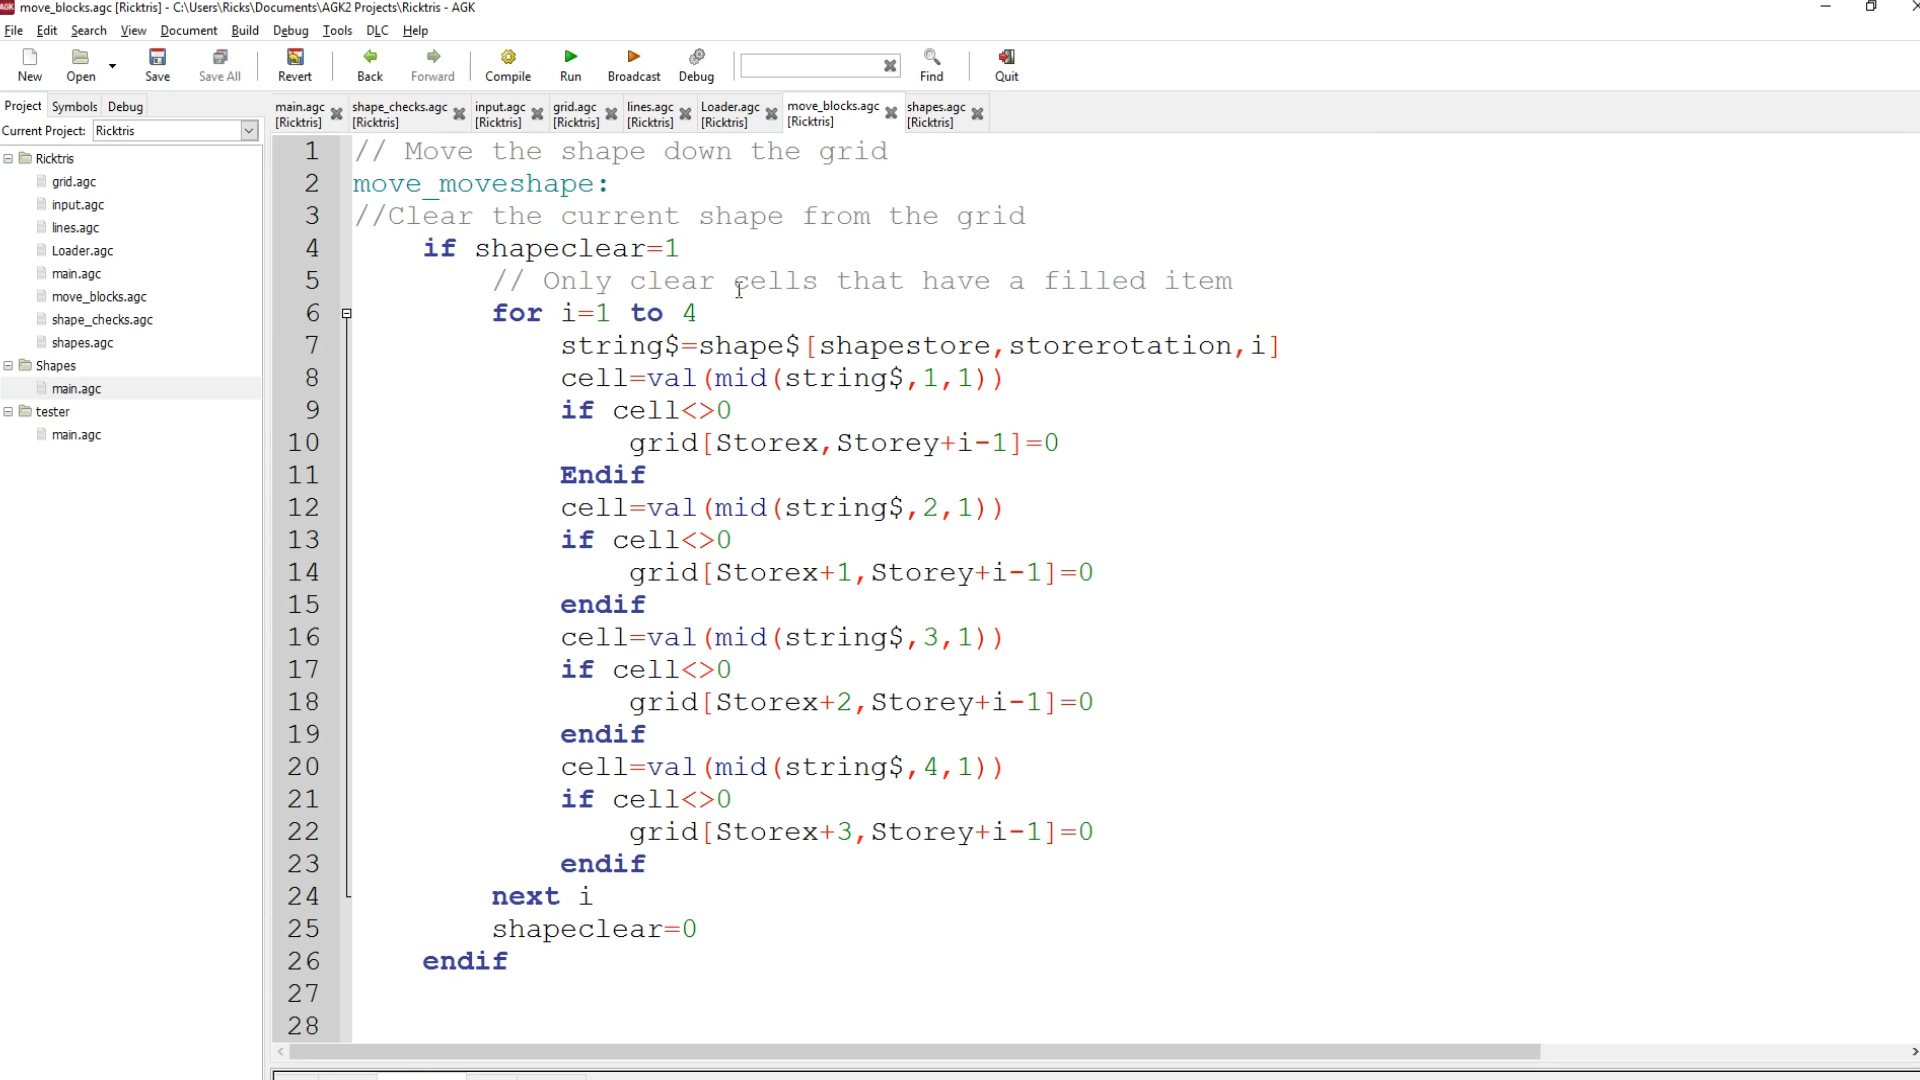 AGK move_blocks.agc [Ricktris] - C:\Users\Ricks\Documents\AGK2 Projects\Ricktris - AGK
File Edit Search View Document Build Debug Tools DLC Help
New Open Save Save All Revert Back Forward Compile Run Broadcast Debug Find Quit
Project Symbols Debug
main.agc [Ricktris] shape_checks.agc [Ricktris] input.agc [Ricktris] grid.agc [Ricktris] lines.agc [Ricktris] Loader.agc [Ricktris] move_blocks.agc [Ricktris] shapes.agc [Ricktris]
Current Project: Ricktris
Ricktris
grid.agc
input.agc
lines.agc
Loader.agc
main.agc
move_blocks.agc
shape_checks.agc
shapes.agc
Shapes
main.agc
tester
main.agc
1 // Move the shape down the grid
2 move_moveshape:
3 //Clear the current shape from the grid
4 if shapeclear=1
5 // Only clear cells that have a filled item
6 for i=1 to 4
7 string$=shape$[shapestore,storerotation,i]
8 cell=val(mid(string$,1,1))
9 if cell<>0
10 grid[Storex,Storey+i-1]=0
11 Endif
12 cell=val(mid(string$,2,1))
13 if cell<>0
14 grid[Storex+1,Storey+i-1]=0
15 endif
16 cell=val(mid(string$,3,1))
17 if cell<>0
18 grid[Storex+2,Storey+i-1]=0
19 endif
20 cell=val(mid(string$,4,1))
21 if cell<>0
22 grid[Storex+3,Storey+i-1]=0
23 endif
24 next i
25 shapeclear=0
26 endif
27
28